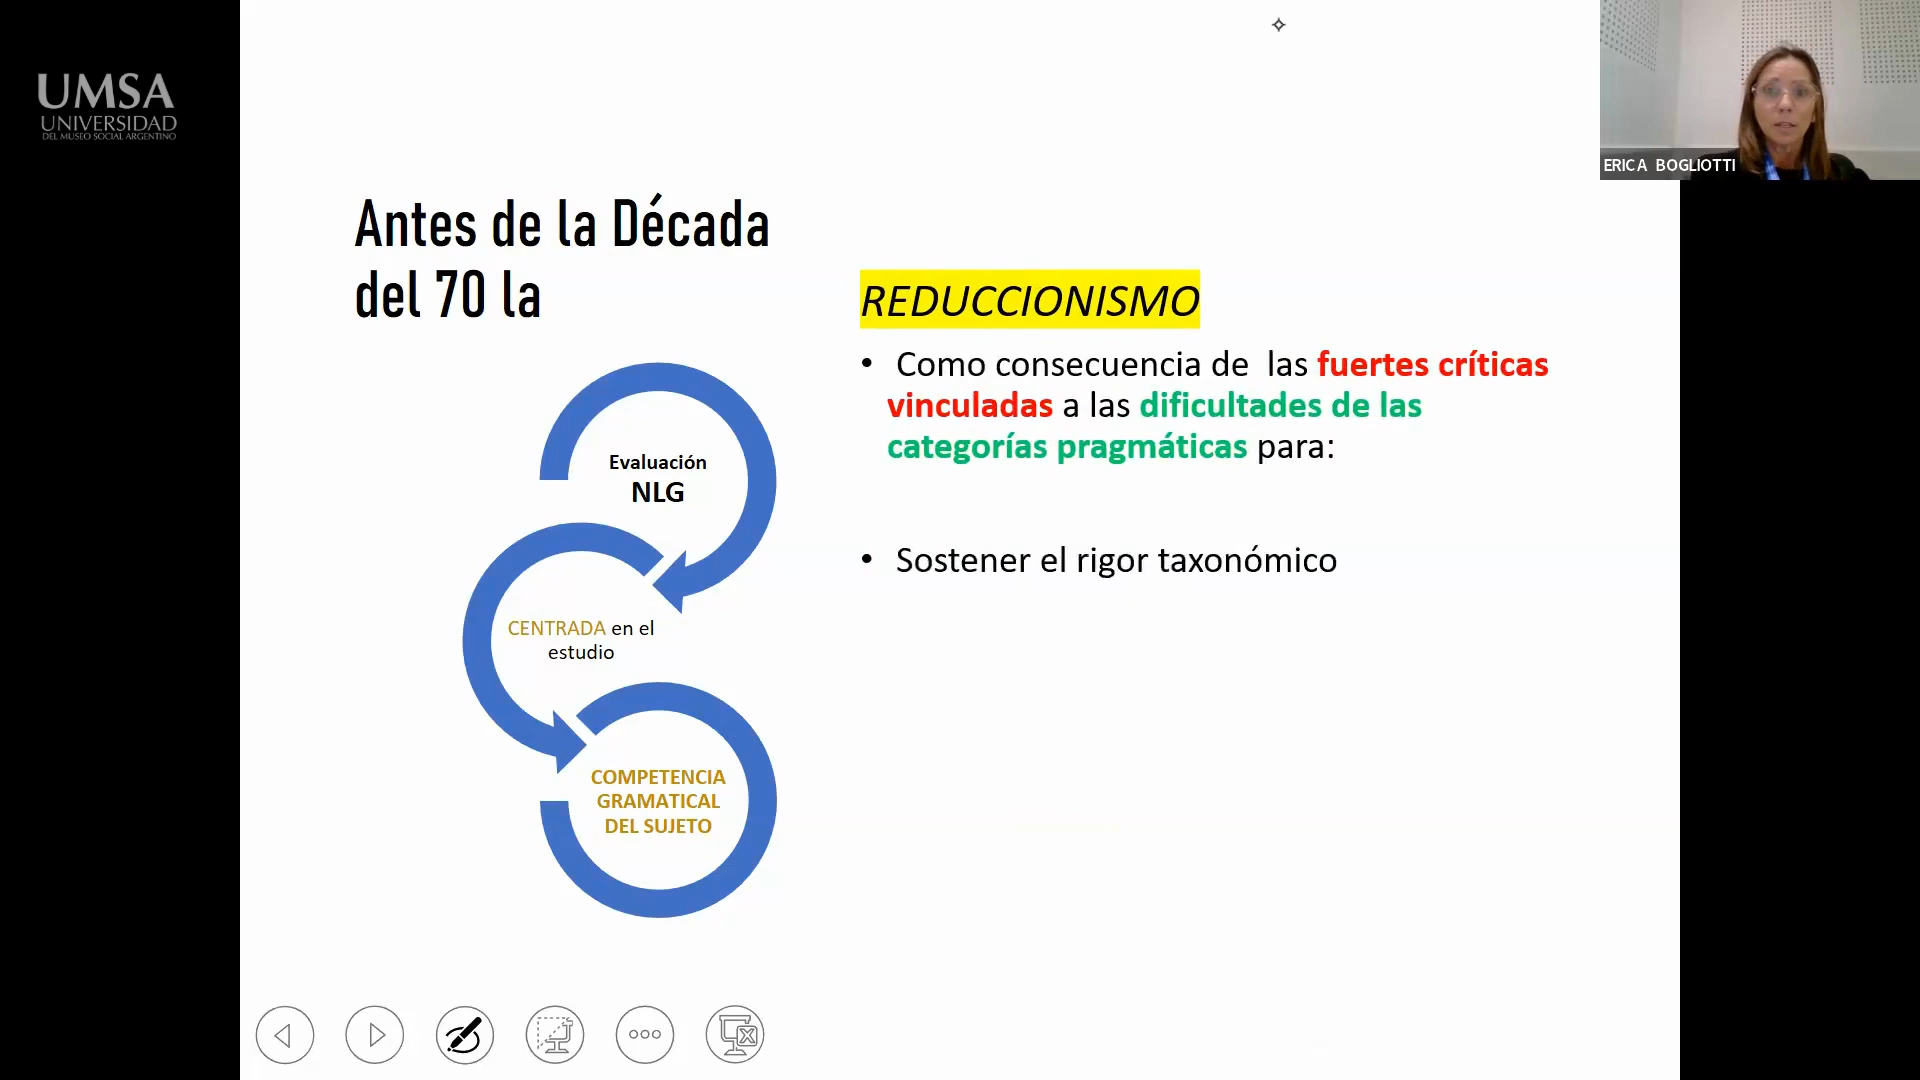 UMSA
UNIVERSIDAD
DEL MUSEO SOCIAL ARGENTINO
ERICA BOGLIOTTI
Antes de la Década
del 70 la
Evaluación
NLG
CENTRADA en el
estudio
COMPETENCIA
GRAMATICAL
DEL SUJETO
REDUCCIONISMO
• Como consecuencia de las fuertes críticas
vinculadas a las dificultades de las
categorías pragmáticas para:
• Sostener el rigor taxonómico